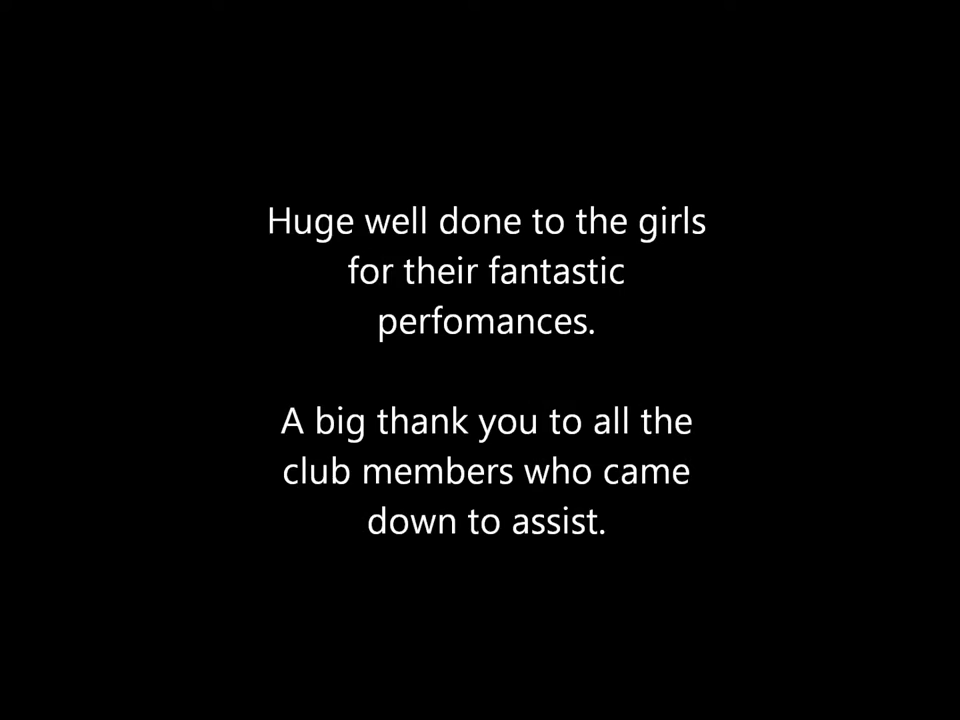 Huge well done to the girls
for their fantastic
perfomances.
A big thank you to all the
club members who came
down to assist.